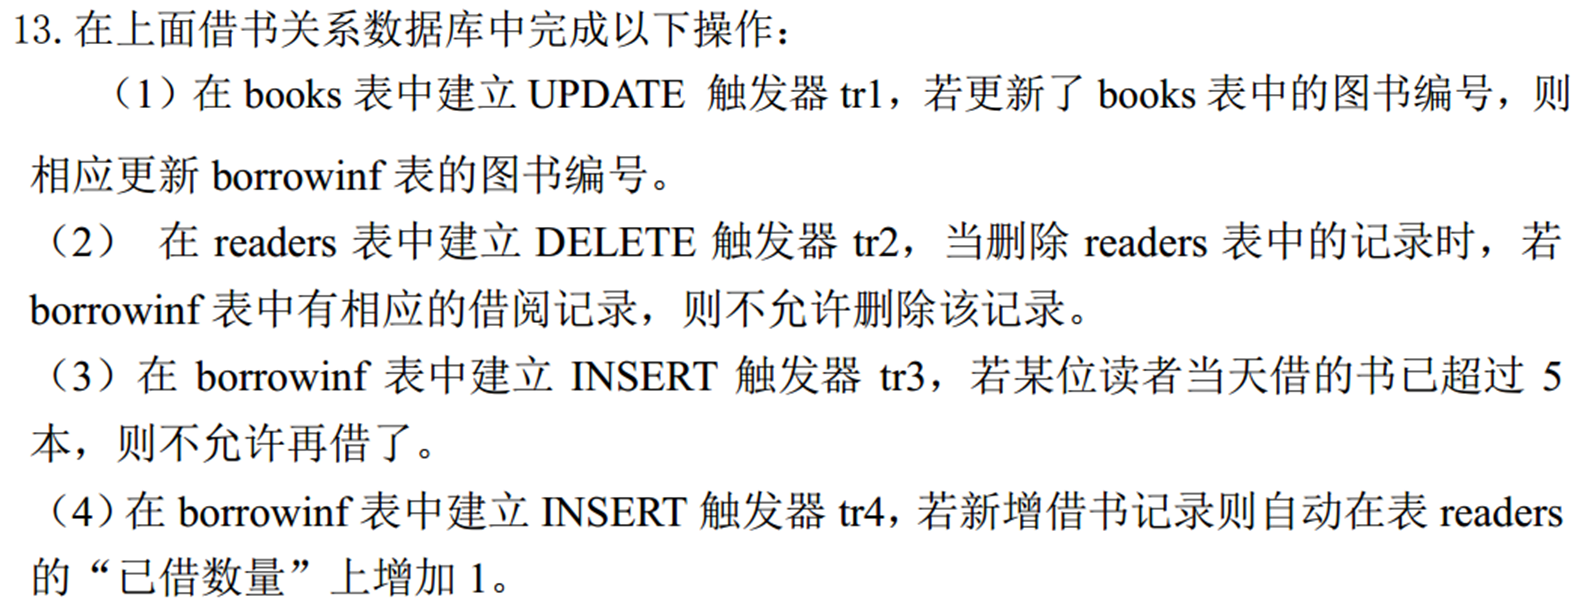 13. 在上面借书关系数据库中完成以下操作：
（1）在 books 表中建立 UPDATE 触发器 tr1，若更新了 books 表中的图书编号，则
相应更新 borrowinf 表的图书编号。
（2） 在 readers 表中建立 DELETE 触发器 tr2，当删除 readers 表中的记录时，若
borrowinf 表中有相应的借阅记录，则不允许删除该记录。
（3）在 borrowinf 表中建立 INSERT 触发器 tr3，若某位读者当天借的书已超过 5
本，则不允许再借了。
（4）在 borrowinf 表中建立 INSERT 触发器 tr4，若新增借书记录则自动在表 readers
的“已借数量”上增加 1。